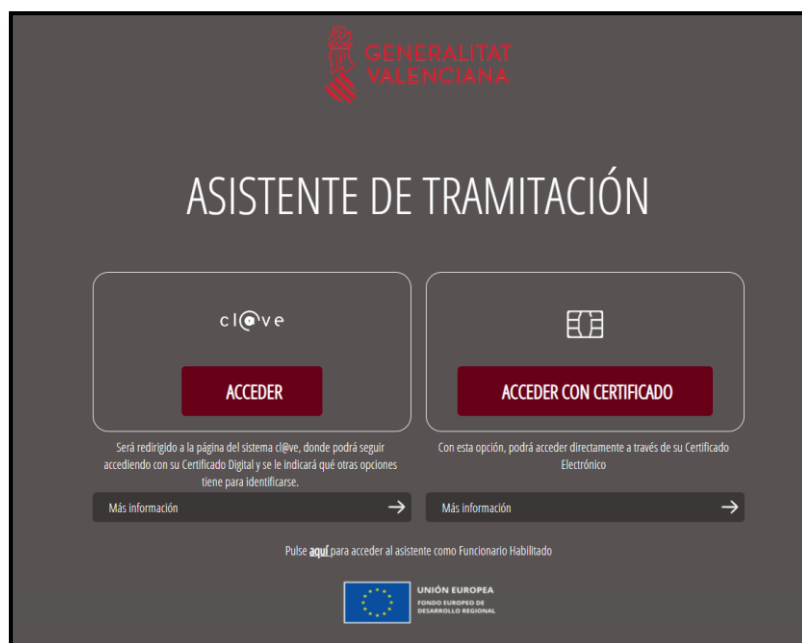 GENERALITAT
VALENCIANA
ASISTENTE DE TRAMITACIÓN
cl@ve
ACCEDER
Será redirigido a la página del sistema cl@ve, donde podrá seguir
accediendo con su Certificado Digital y se le indicará qué otras opciones
tiene para identificarse.
Más información
ACCEDER CON CERTIFICADO
Con esta opción, podrá acceder directamente a través de su Certificado
Electrónico
Más información
Pulse aquí para acceder al asistente como Funcionario Habilitado
UNIÓN EUROPEA
FONDO EUROPEO DE
DESARROLLO REGIONAL